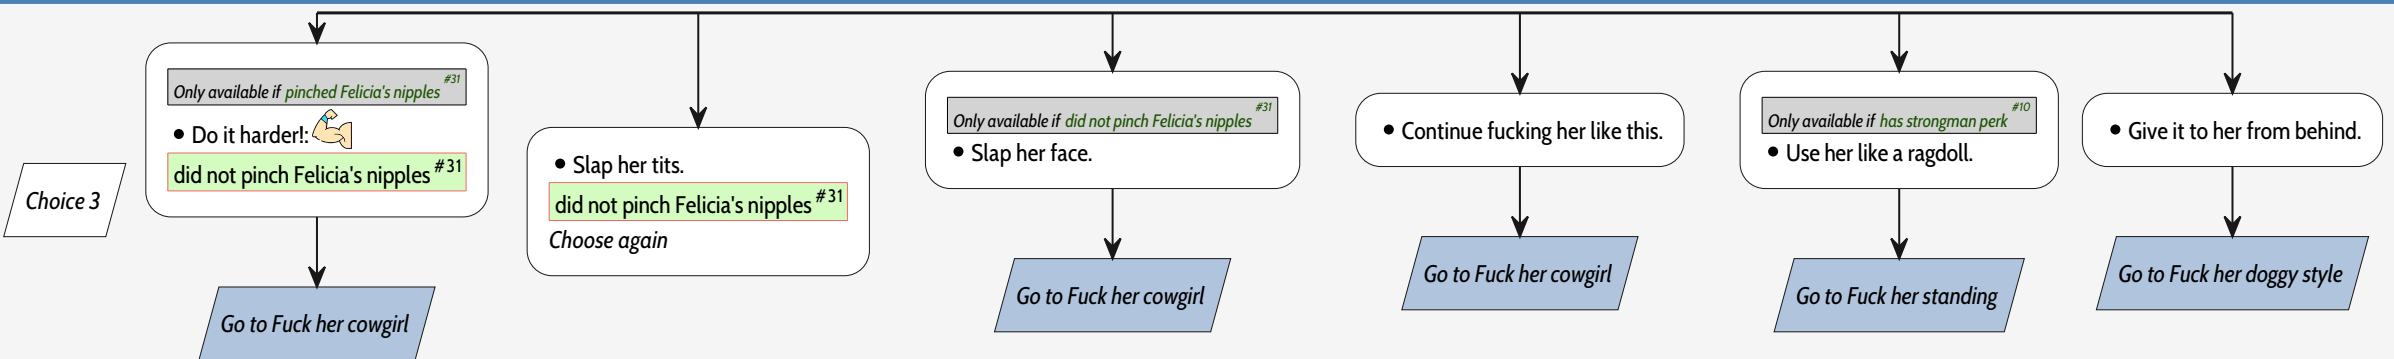 Choice 3
#31
Only available if pinched Felicia's nipples
• Do it harder!:
did not pinch Felicia's nipples #31
Go to Fuck her cowgirl
• Slap her tits.
did not pinch Felicia's nipples #31
Choose again
#31
Only available if did not pinch Felicia's nipples
• Slap her face.
Go to Fuck her cowgirl
• Continue fucking her like this.
Go to Fuck her cowgirl
#10
Only available if has strongman perk
• Use her like a ragdoll.
Go to Fuck her standing
• Give it to her from behind.
Go to Fuck her doggy style